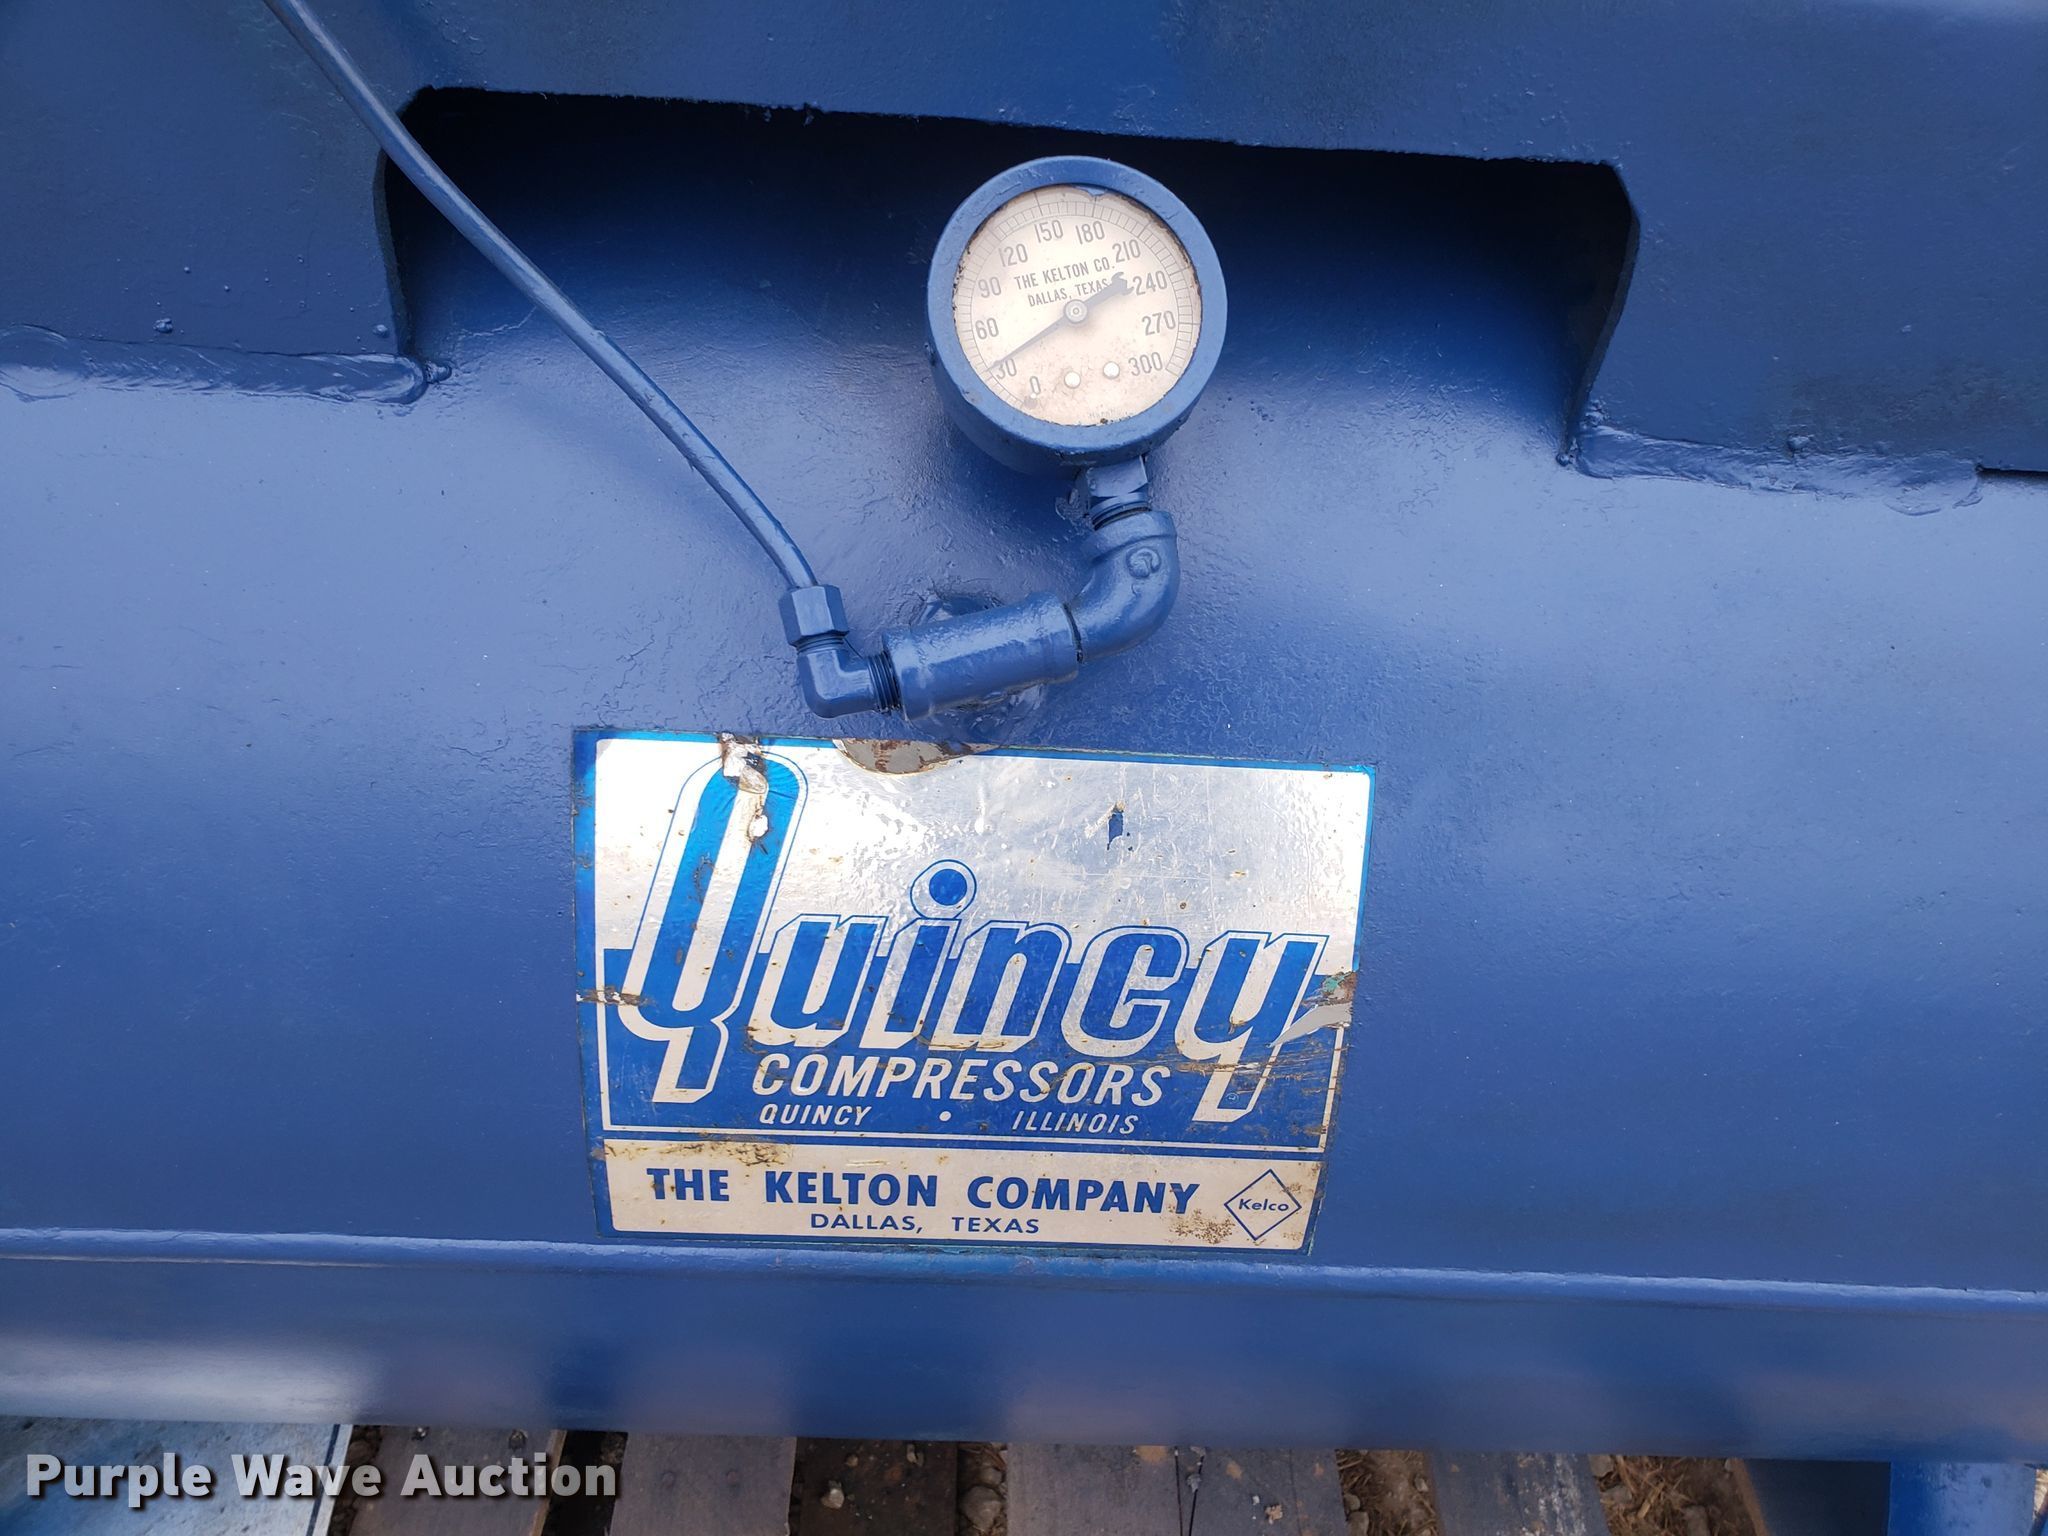 150 180
120 210
90 240
THE KELTON CO.
DALLAS, TEXAS
60 270
30 300
0
Quincy
COMPRESSORS
QUINCY • ILLINOIS
THE KELTON COMPANY
Kelco
DALLAS, TEXAS
Purple Wave Auction